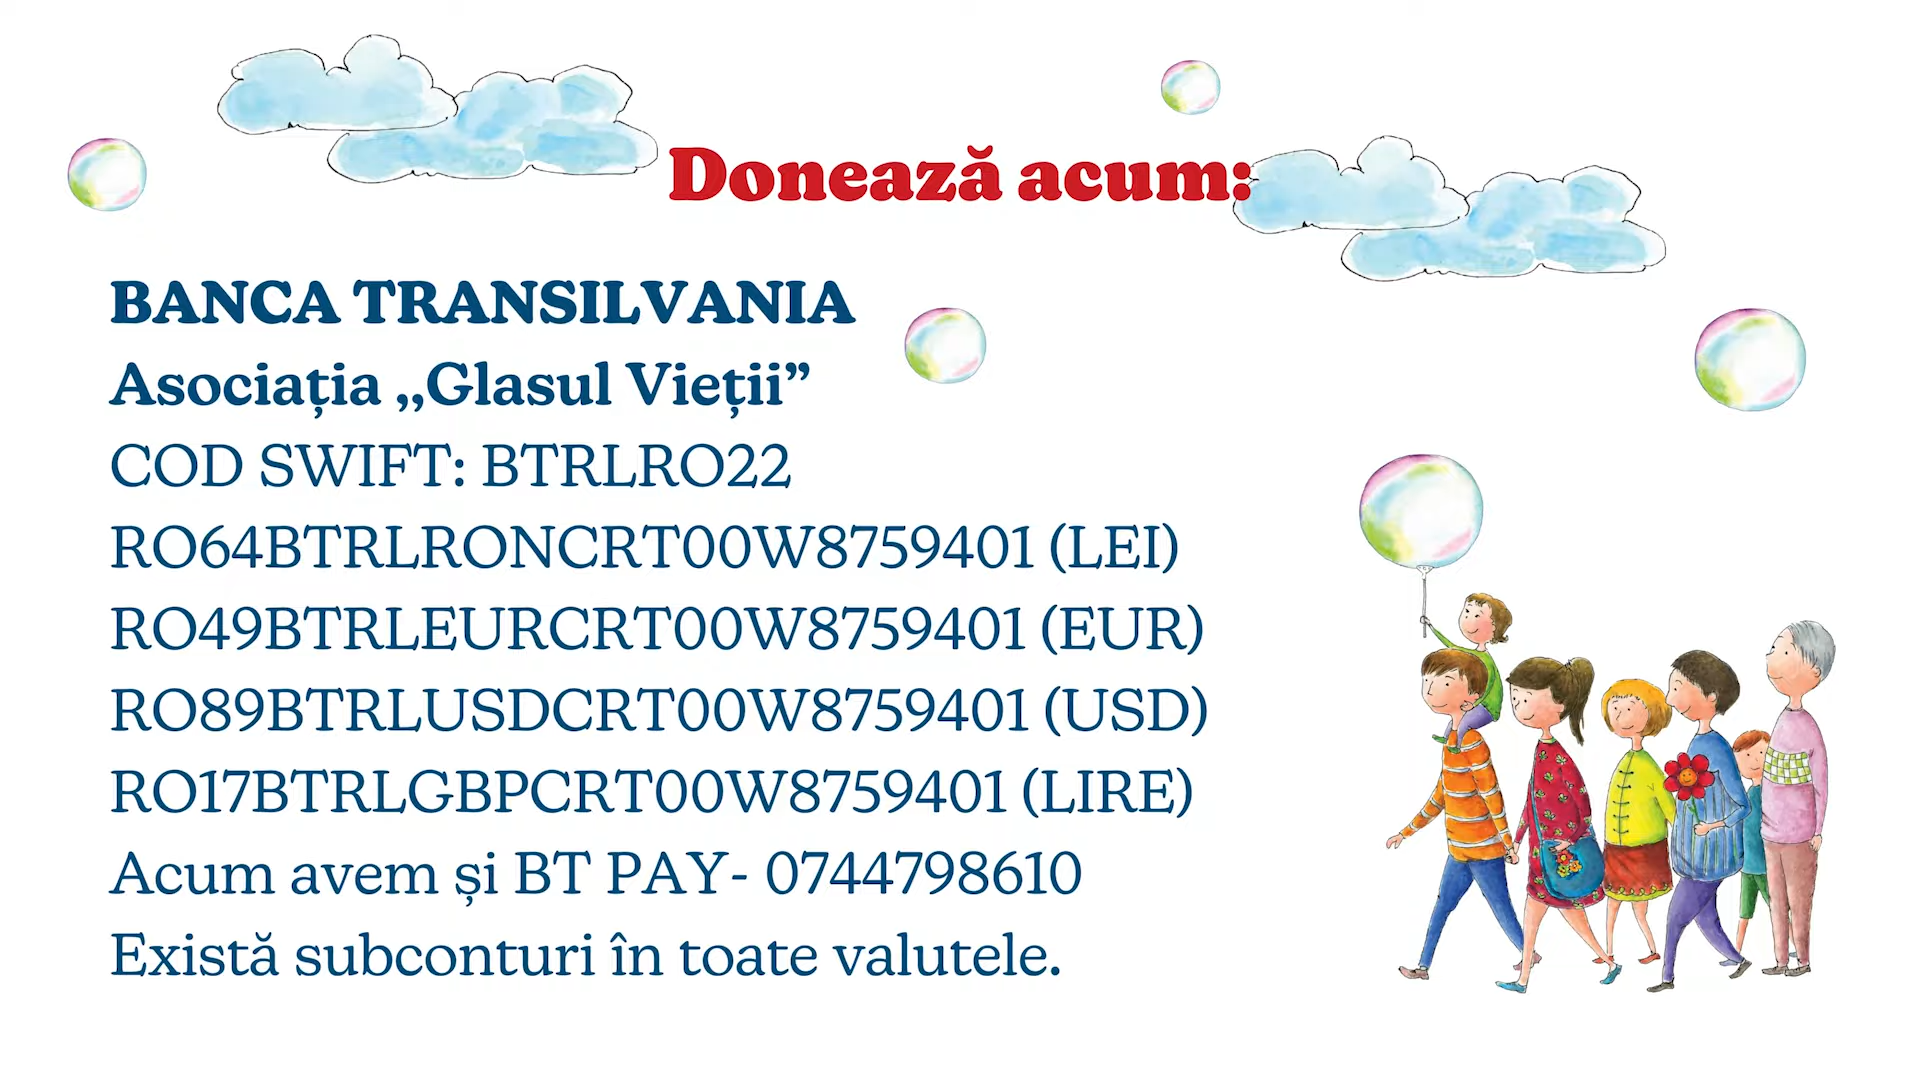 Donează acum:
BANCA TRANSILVANIA
Asociația ,,Glasul Vieții”
COD SWIFT: BTRLRO22
RO64BTRLRONCRT00W8759401 (LEI)
RO49BTRLEURCRT00W8759401 (EUR)
RO89BTRLUSDCRT00W8759401 (USD)
RO17BTRLGBPCRT00W8759401 (LIRE)
Acum avem și BT PAY- 0744798610
Există subconturi în toate valutele.